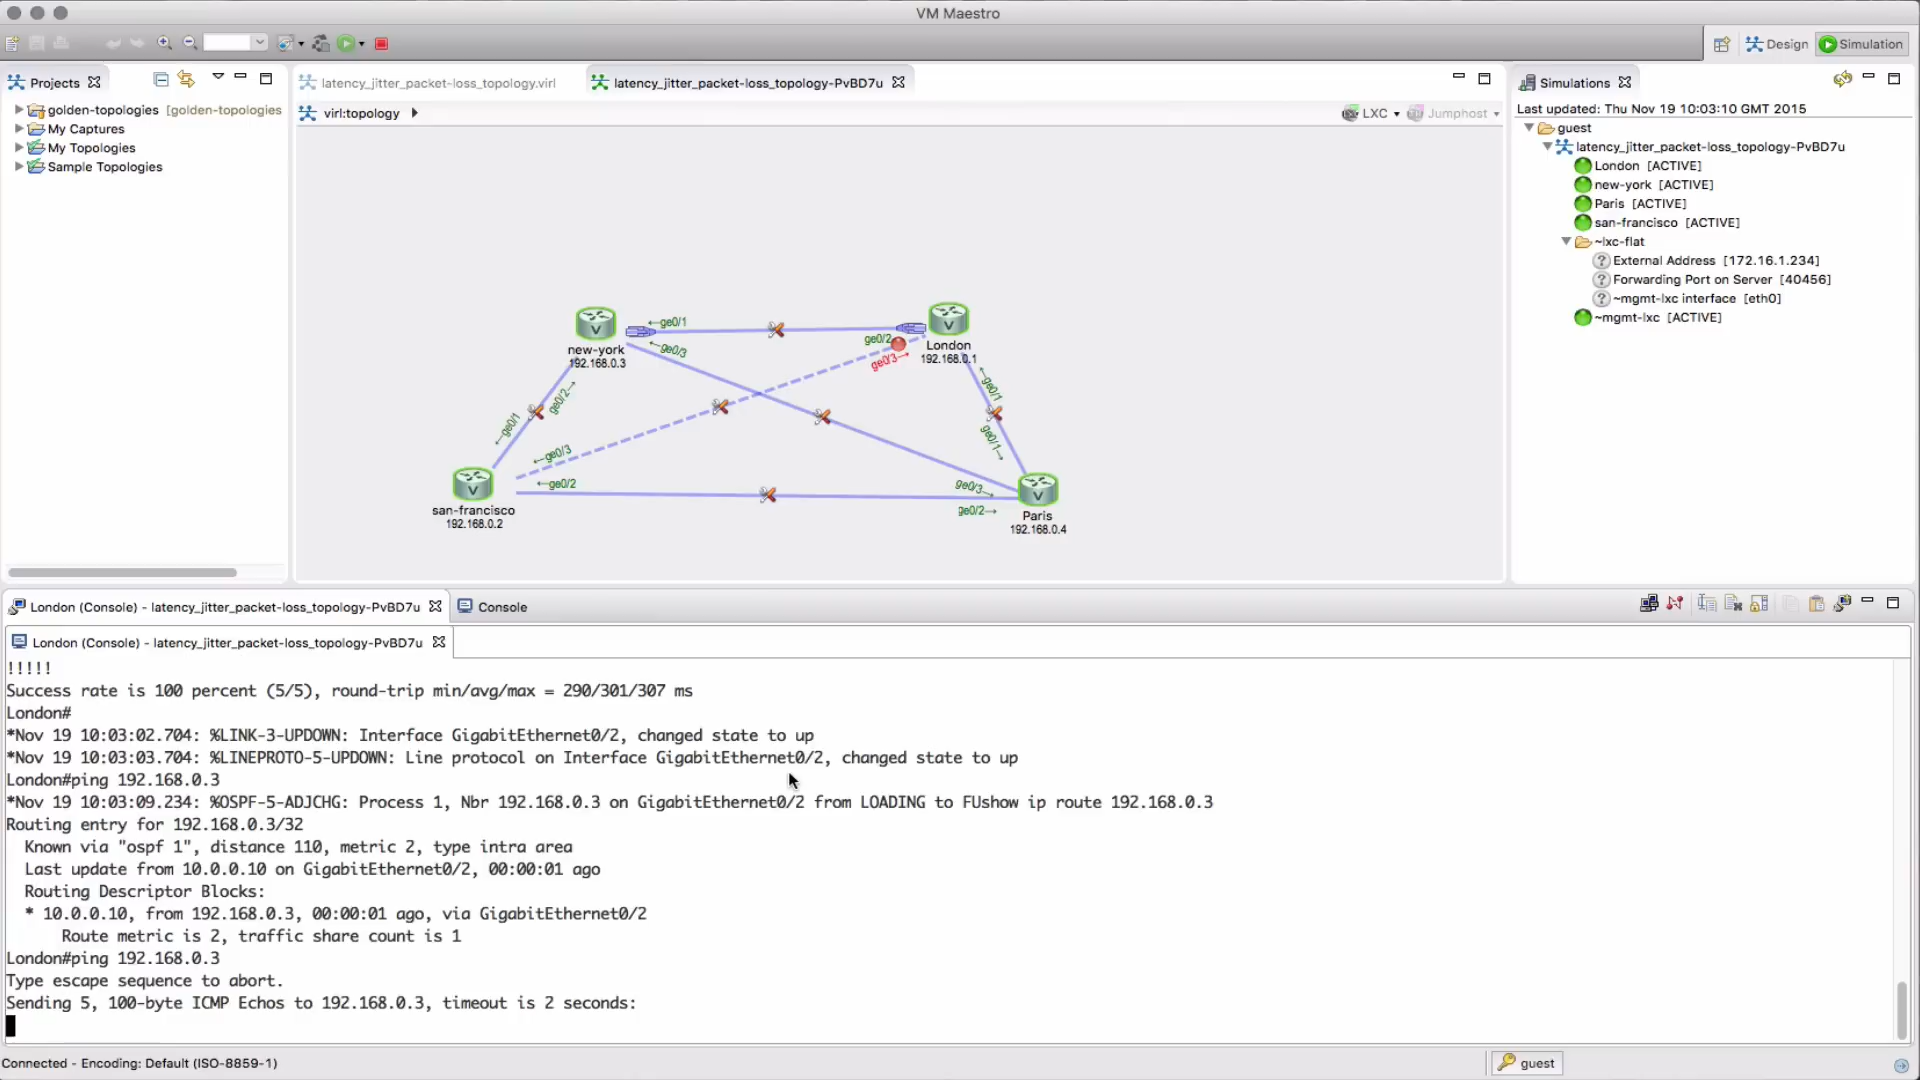 VM Maestro
Design
Simulation
Projects
golden-topologies [golden-topologies
My Captures
My Topologies
Sample Topologies
latency_jitter_packet-loss_topology.virl
latency_jitter_packet-loss_topology-PvBD7u
virl:topology
LXC
Jumphost
new-york
192.168.0.3
←ge0/1
←ge0/3
ge0/2→
ge0/2
ge0/3→
London
192.168.0.1
←ge0/1
←ge0/1
ge0/1→
←ge0/3
←ge0/2
san-francisco
192.168.0.2
ge0/3→
ge0/2→
Paris
192.168.0.4
Simulations
Last updated: Thu Nov 19 10:03:10 GMT 2015
guest
latency_jitter_packet-loss_topology-PvBD7u
London [ACTIVE]
new-york [ACTIVE]
Paris [ACTIVE]
san-francisco [ACTIVE]
~lxc-flat
External Address [172.16.1.234]
Forwarding Port on Server [40456]
~mgmt-lxc interface [eth0]
~mgmt-lxc [ACTIVE]
London (Console) - latency_jitter_packet-loss_topology-PvBD7u
Console
London (Console) - latency_jitter_packet-loss_topology-PvBD7u
!!!!!
Success rate is 100 percent (5/5), round-trip min/avg/max = 290/301/307 ms
London#
*Nov 19 10:03:02.704: %LINK-3-UPDOWN: Interface GigabitEthernet0/2, changed state to up
*Nov 19 10:03:03.704: %LINEPROTO-5-UPDOWN: Line protocol on Interface GigabitEthernet0/2, changed state to up
London#ping 192.168.0.3
*Nov 19 10:03:09.234: %OSPF-5-ADJCHG: Process 1, Nbr 192.168.0.3 on GigabitEthernet0/2 from LOADING to FUshow ip route 192.168.0.3
Routing entry for 192.168.0.3/32
Known via "ospf 1", distance 110, metric 2, type intra area
Last update from 10.0.0.10 on GigabitEthernet0/2, 00:00:01 ago
Routing Descriptor Blocks:
* 10.0.0.10, from 192.168.0.3, 00:00:01 ago, via GigabitEthernet0/2
Route metric is 2, traffic share count is 1
London#ping 192.168.0.3
Type escape sequence to abort.
Sending 5, 100-byte ICMP Echos to 192.168.0.3, timeout is 2 seconds:
Connected - Encoding: Default (ISO-8859-1)
guest